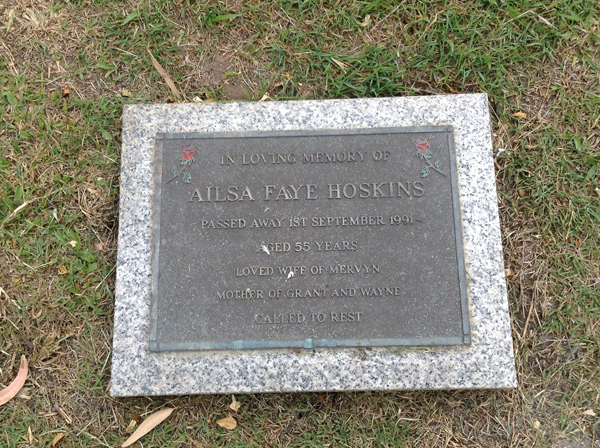 IN LOVING MEMORY OF
AILSA FAYE HOSKINS
PASSED AWAY 1ST SEPTEMBER 1991
AGED 55 YEARS
LOVED WIFE OF MERVYN
MOTHER OF GRANT AND WAYNE
CALLED TO REST